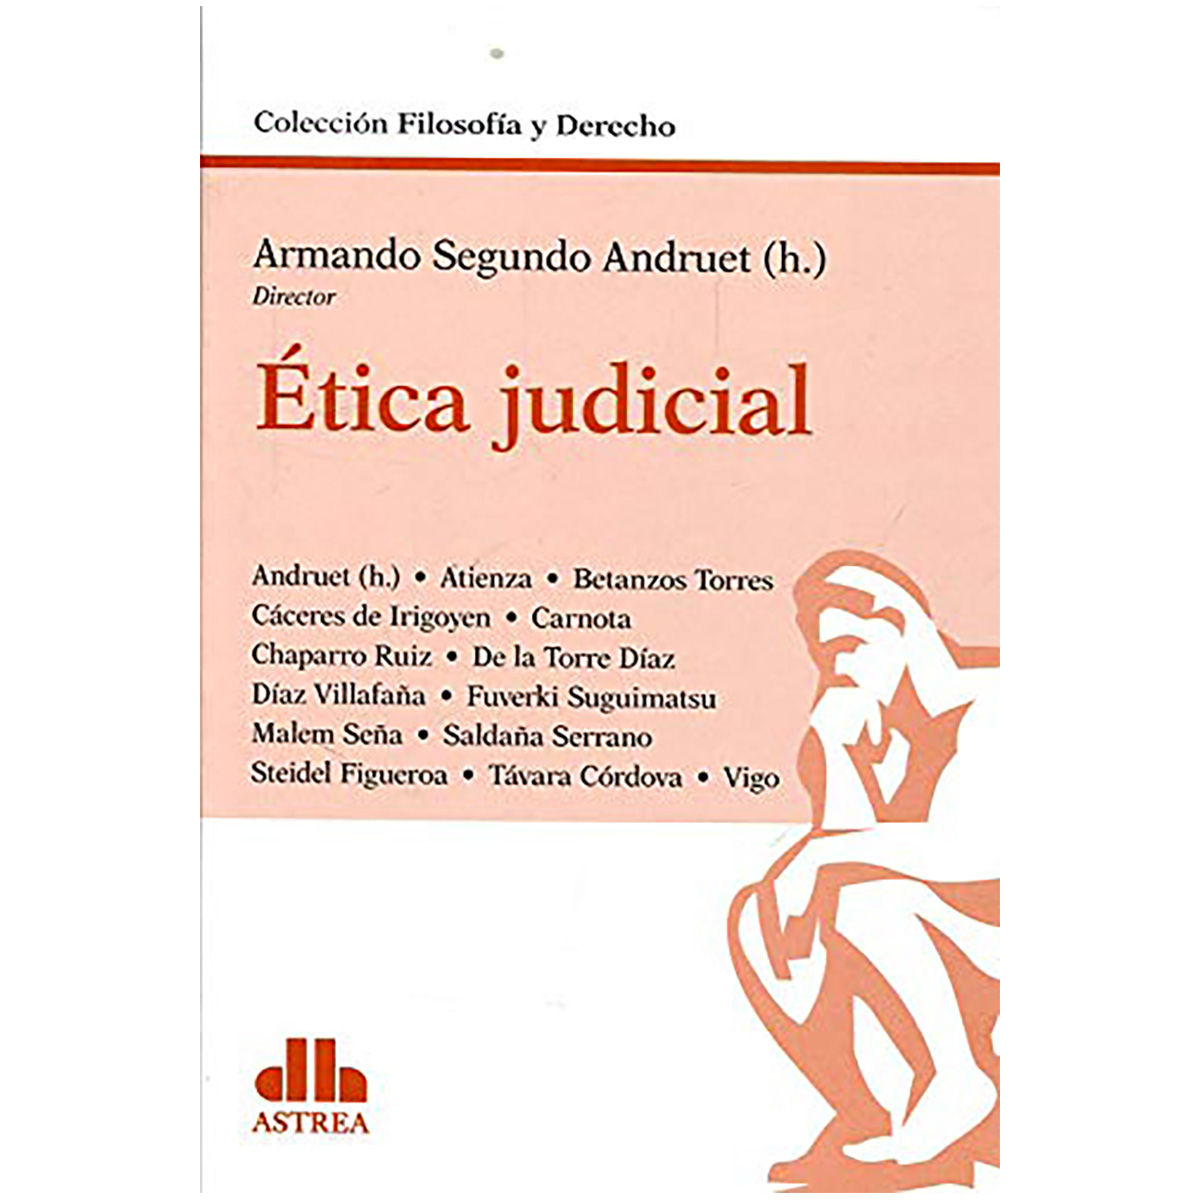 Colección Filosofía y Derecho
Armando Segundo Andruet (h.)
Director
Ética judicial
Andruet (h.) • Atienza • Betanzos Torres
Cáceres de Irigoyen • Carnota
Chaparro Ruiz • De la Torre Díaz
Díaz Villafaña • Fuverki Suguimatsu
Malem Seña • Saldaña Serrano
Steidel Figueroa • Távara Córdova • Vigo
ASTREA